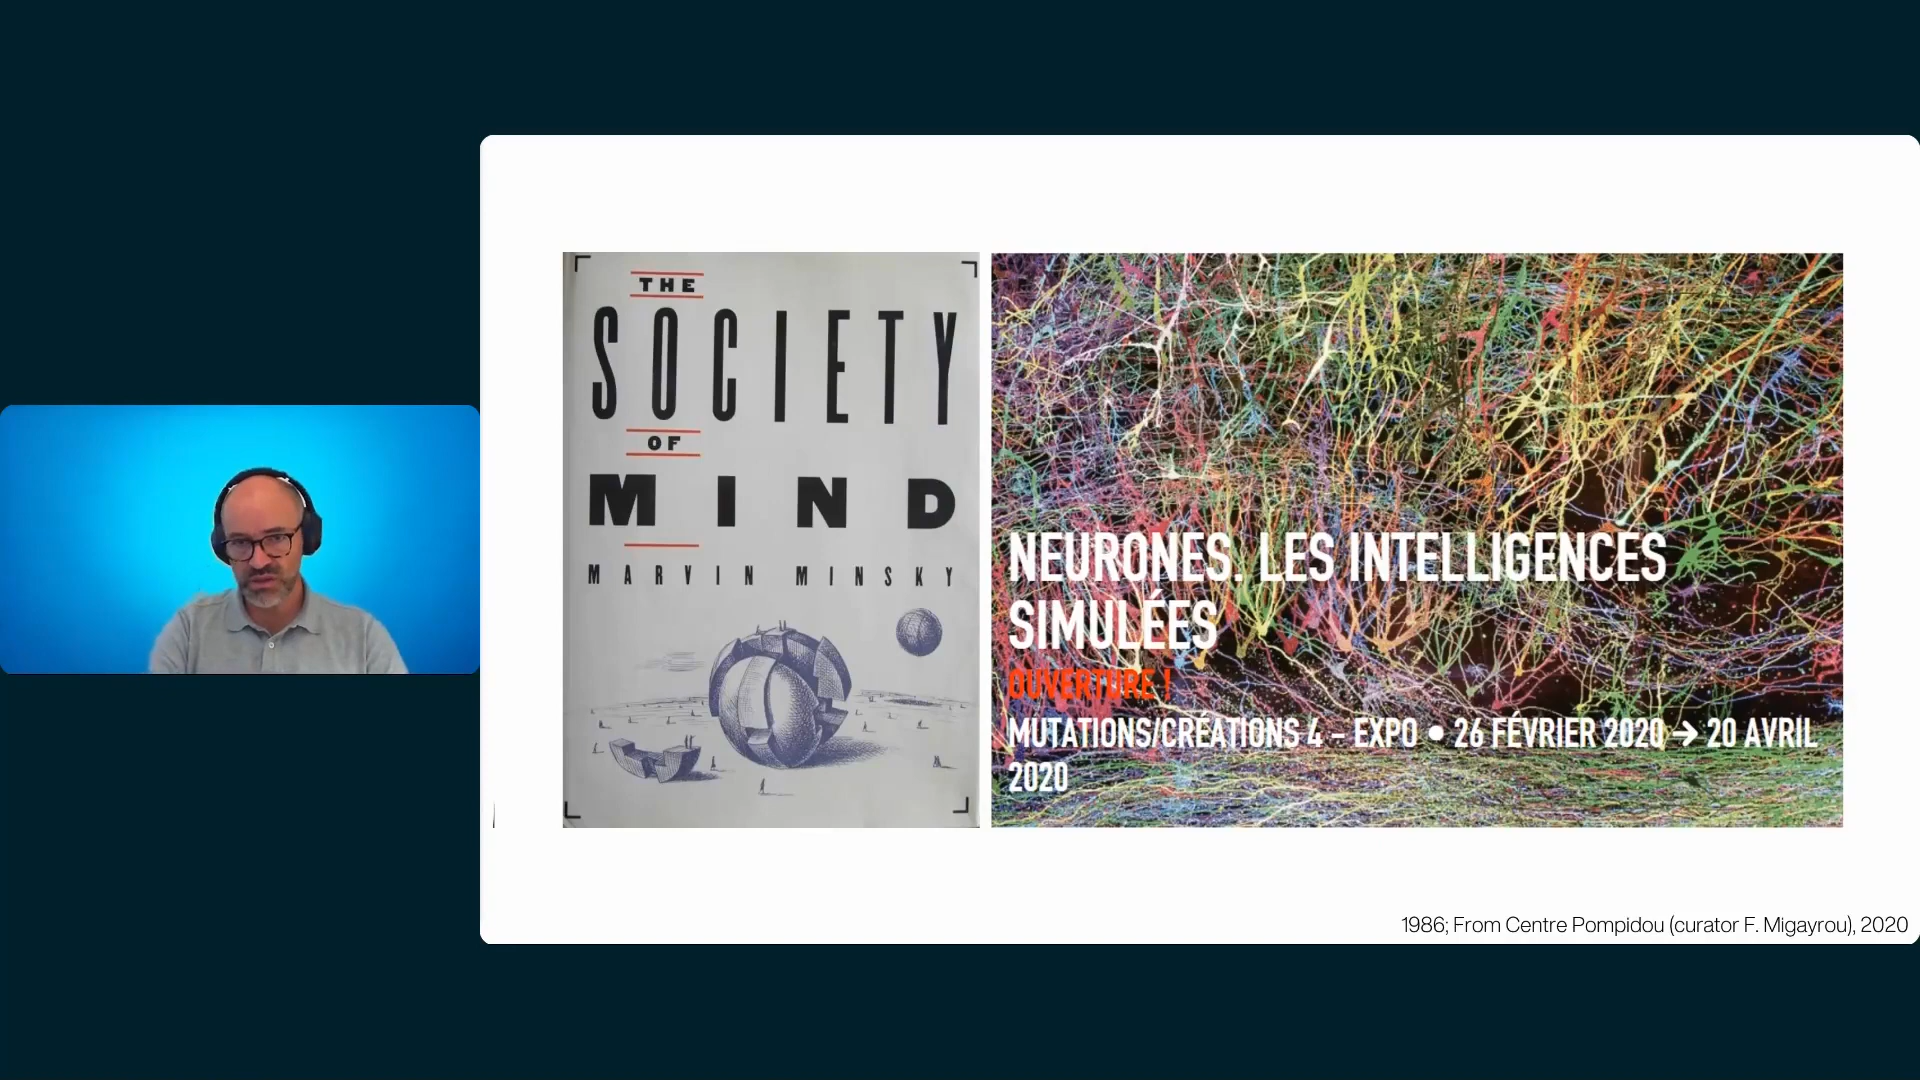 THE
SOCIETY
OF
MIND
MARVIN MINSKY
NEURONES. LES INTELLIGENCES
SIMULÉES
OUVERTURE !
MUTATIONS/CRÉATIONS 4 – EXPO • 26 FÉVRIER 2020 → 20 AVRIL
2020
1986; From Centre Pompidou (curator F. Migayrou), 2020